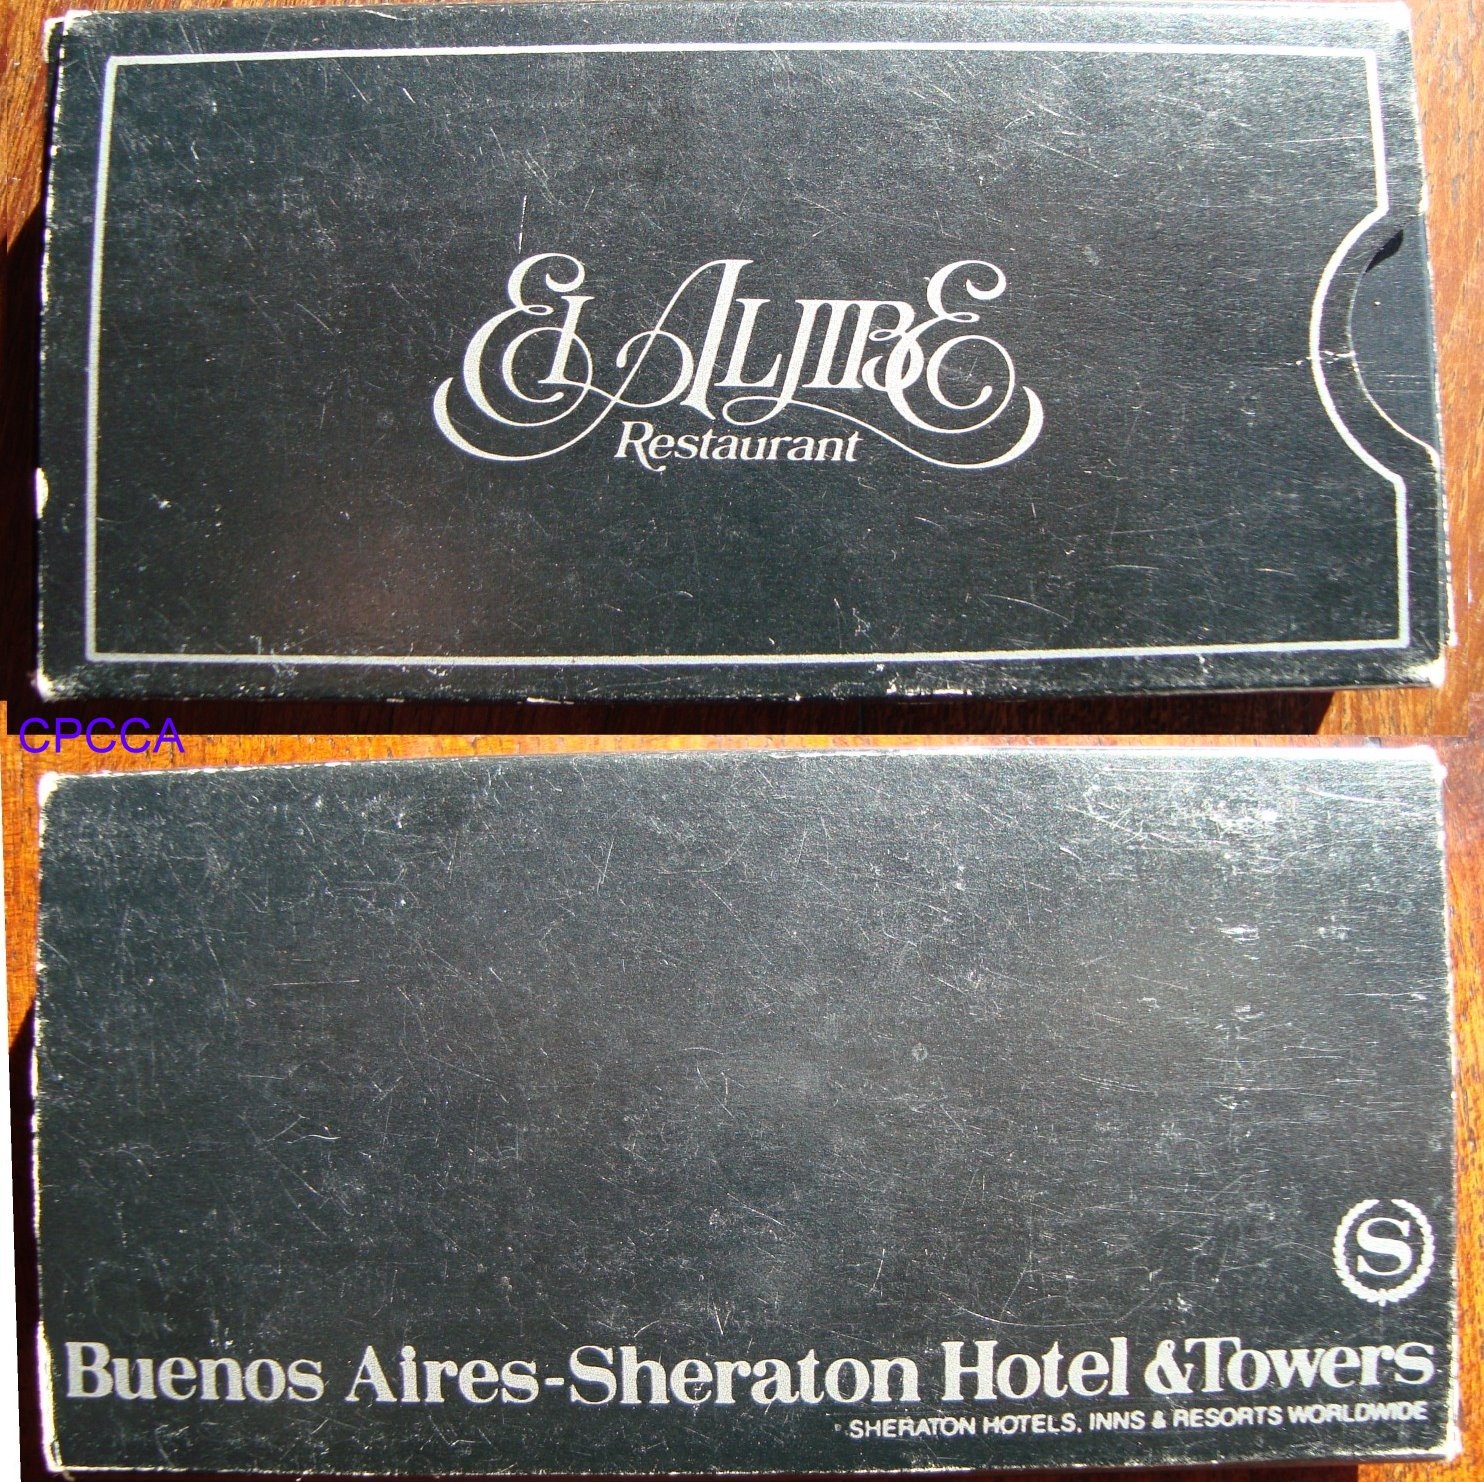 El ALJIBE
Restaurant
CPCCA
S
Buenos Aires-Sheraton Hotel &Towers
SHERATON HOTELS, INNS & RESORTS WORLDWIDE